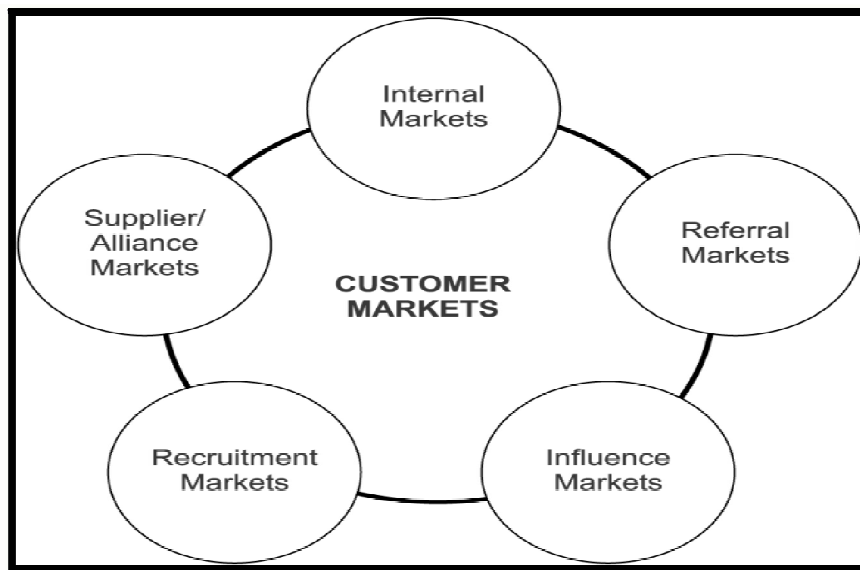 Internal
Markets
Supplier/
Alliance
Markets
Referral
Markets
CUSTOMER
MARKETS
Recruitment
Markets
Influence
Markets